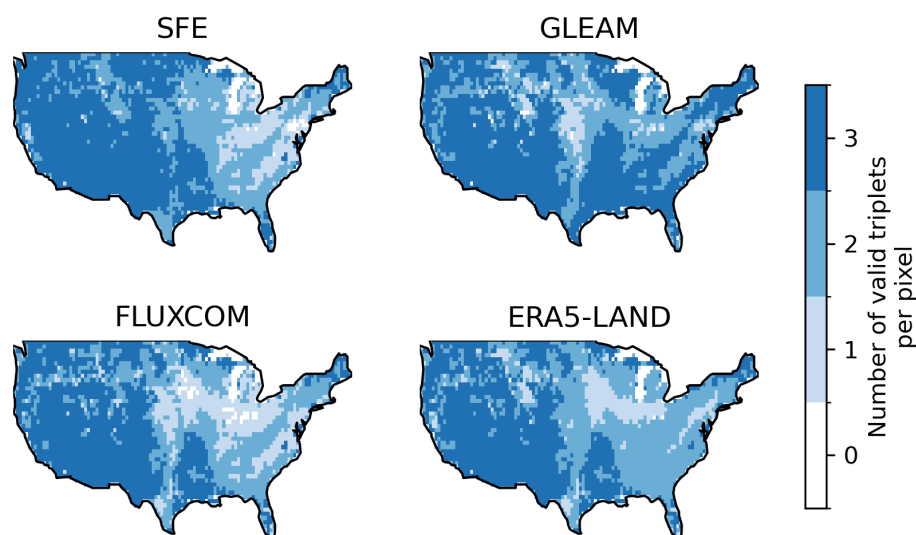 SFE
GLEAM
FLUXCOM
ERA5-LAND
3
2
1
0
Number of valid triplets
per pixel